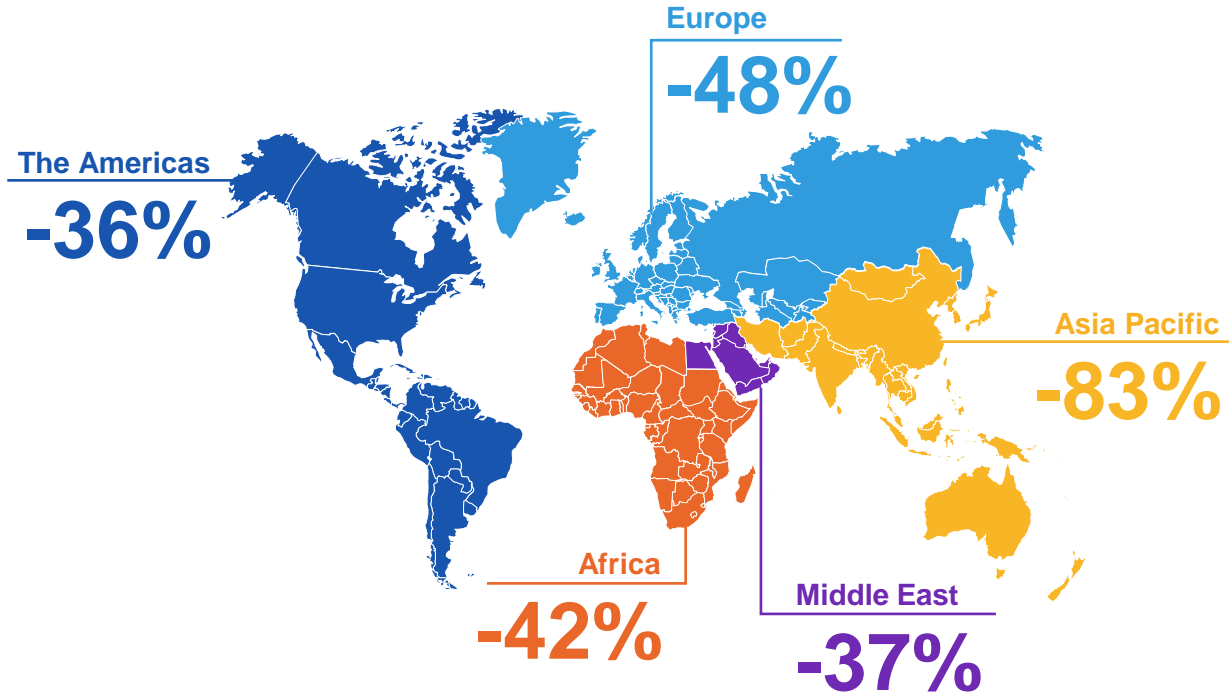 Europe
-48%
The Americas
-36%
Asia Pacific
-83%
Africa
-42%
Middle East
-37%